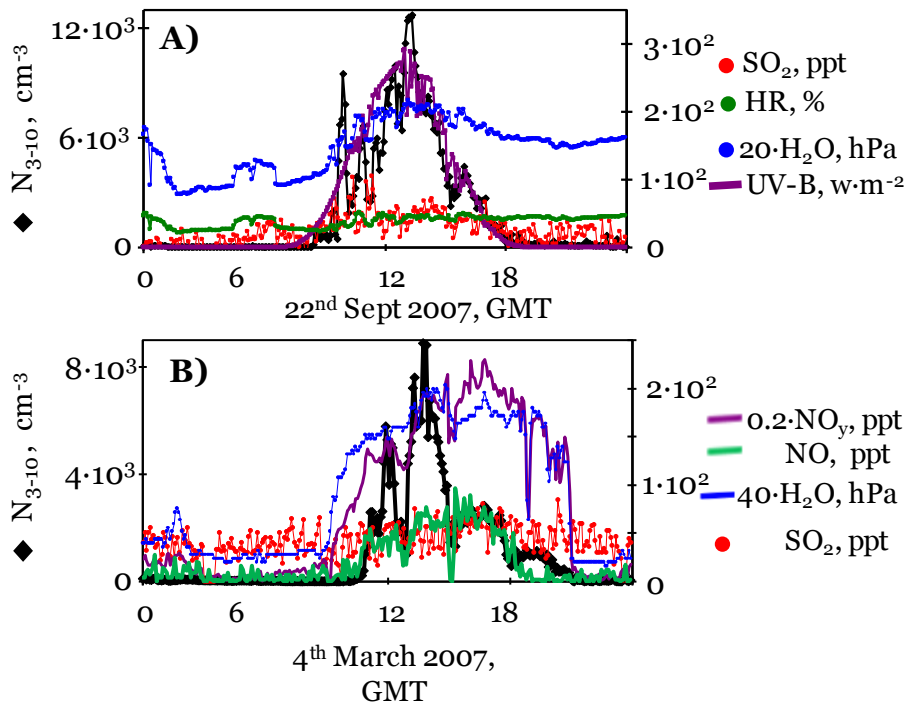 A)
◆ N₃₋₁₀, cm⁻³
12·10³
6·10³
0
3·10²
2·10²
1·10²
0
0 6 12 18
22ⁿᵈ Sept 2007, GMT
SO₂, ppt
HR, %
20·H₂O, hPa
UV-B, w·m⁻²
B)
◆ N₃₋₁₀, cm⁻³
8·10³
4·10³
0
2·10²
1·10²
0
0 6 12 18
4ᵗʰ March 2007,
GMT
0.2·NOᵧ, ppt
NO, ppt
40·H₂O, hPa
SO₂, ppt